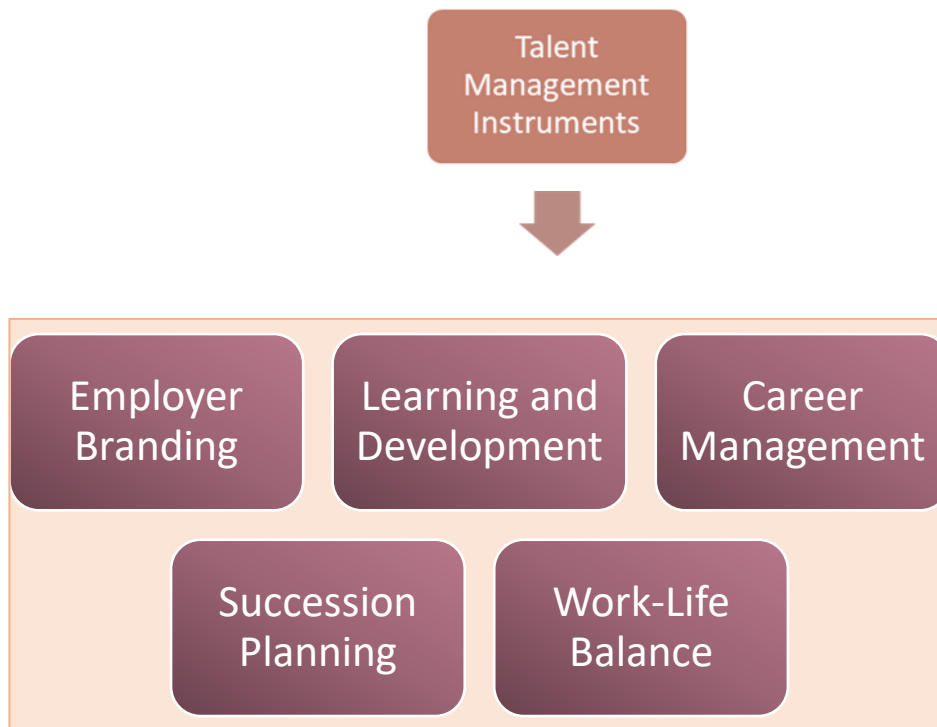 Talent
Management
Instruments
Employer
Branding
Learning and
Development
Career
Management
Succession
Planning
Work-Life
Balance